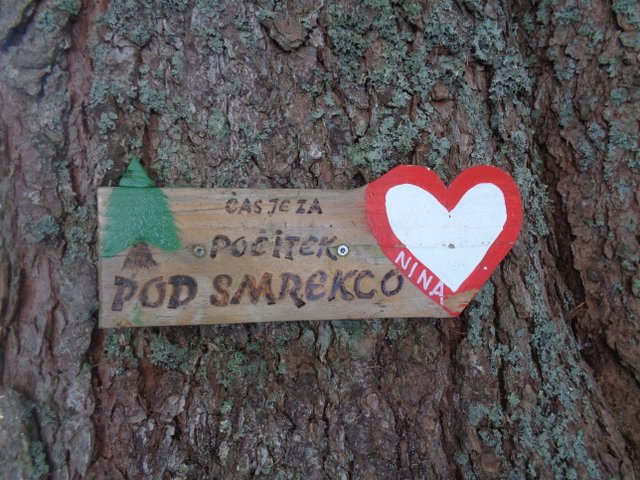 ČAS JE ZA
POČITEK
POD SMREKCO
NINA